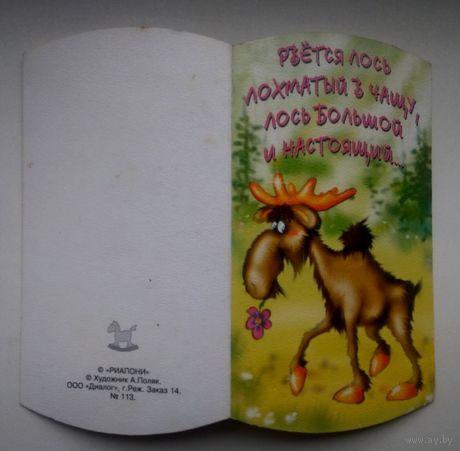 РВЁТСЯ ЛОСЬ
ЛОХМАТЫЙ В ЧАЩУ,
ЛОСЬ БОЛЬШОЙ
И НАСТОЯЩИЙ...
© «РИАПОНИ»
© Художник А.Поляк.
ООО «Диалог», г.Реж. Заказ 14.
№ 113.
www.ay.by